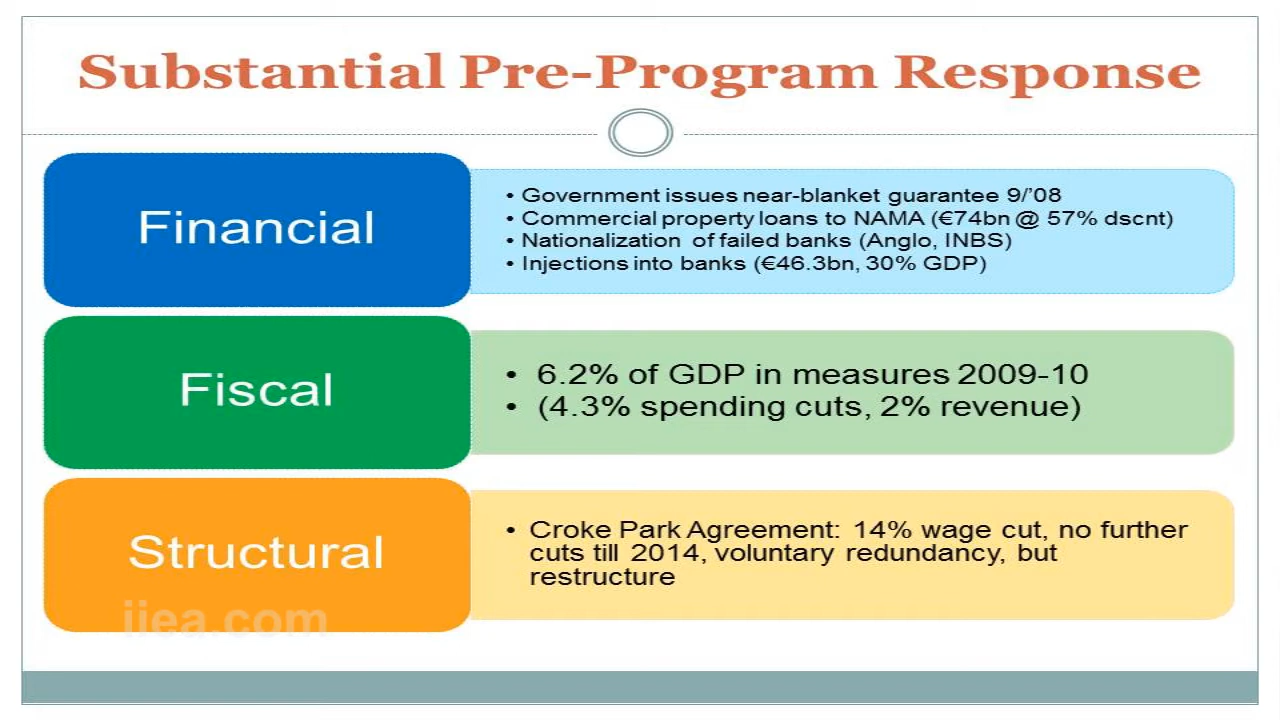 Substantial Pre-Program Response
Financial
• Government issues near-blanket guarantee 9/'08
• Commercial property loans to NAMA (€74bn @ 57% dscnt)
• Nationalization of failed banks (Anglo, INBS)
• Injections into banks (€46.3bn, 30% GDP)
Fiscal
• 6.2% of GDP in measures 2009-10
• (4.3% spending cuts, 2% revenue)
Structural
• Croke Park Agreement: 14% wage cut, no further
cuts till 2014, voluntary redundancy, but
restructure
iiea.com